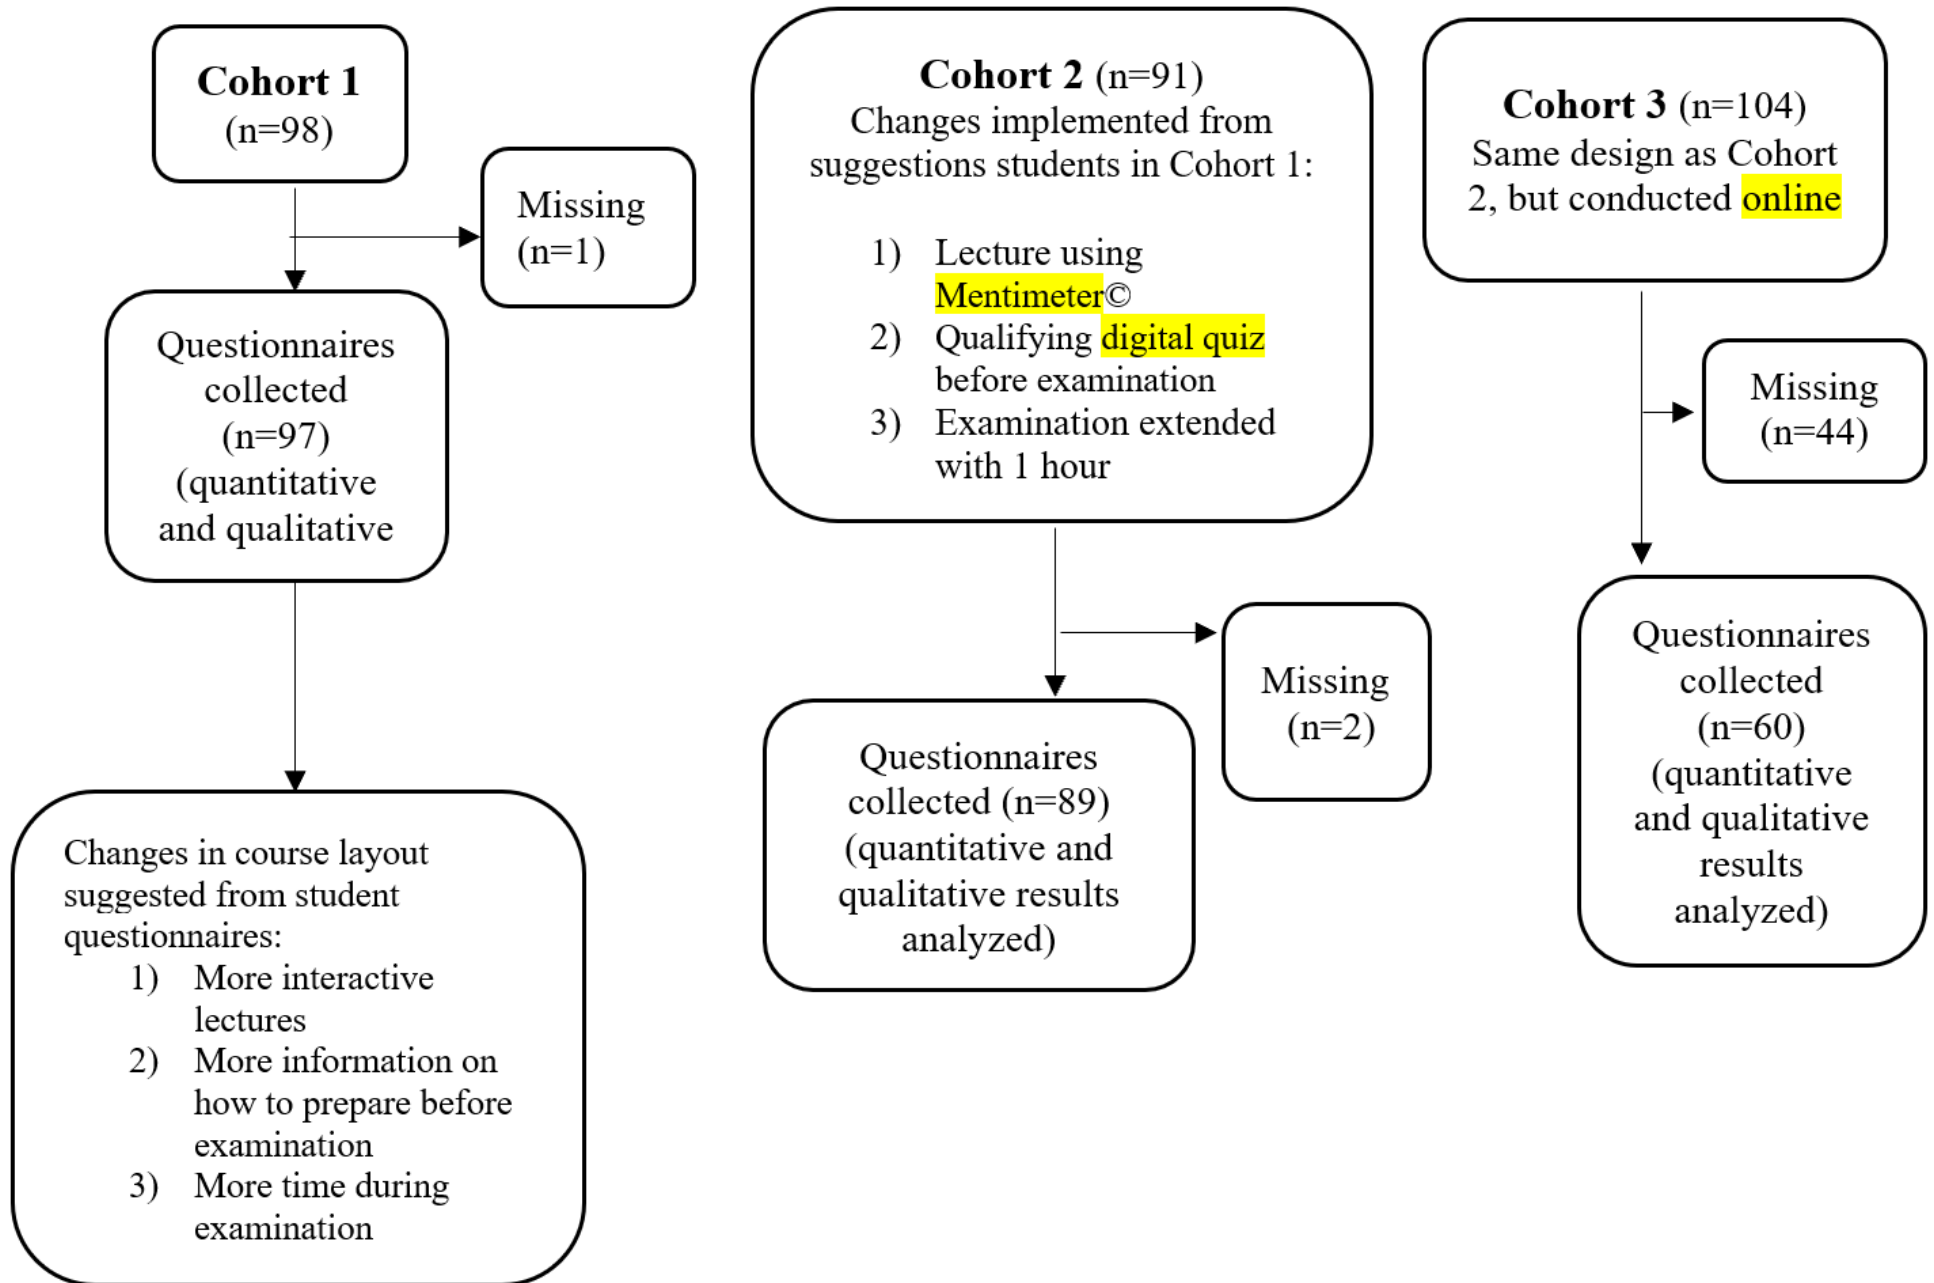 Cohort 1
(n=98)
Missing
(n=1)
Questionnaires
collected
(n=97)
(quantitative
and qualitative
Changes in course layout
suggested from student
questionnaires:
1) More interactive
lectures
2) More information on
how to prepare before
examination
3) More time during
examination
Cohort 2 (n=91)
Changes implemented from
suggestions students in Cohort 1:
1) Lecture using
Mentimeter©
2) Qualifying digital quiz
before examination
3) Examination extended
with 1 hour
Missing
(n=2)
Questionnaires
collected (n=89)
(quantitative and
qualitative results
analyzed)
Cohort 3 (n=104)
Same design as Cohort
2, but conducted online
Missing
(n=44)
Questionnaires
collected
(n=60)
(quantitative
and qualitative
results
analyzed)